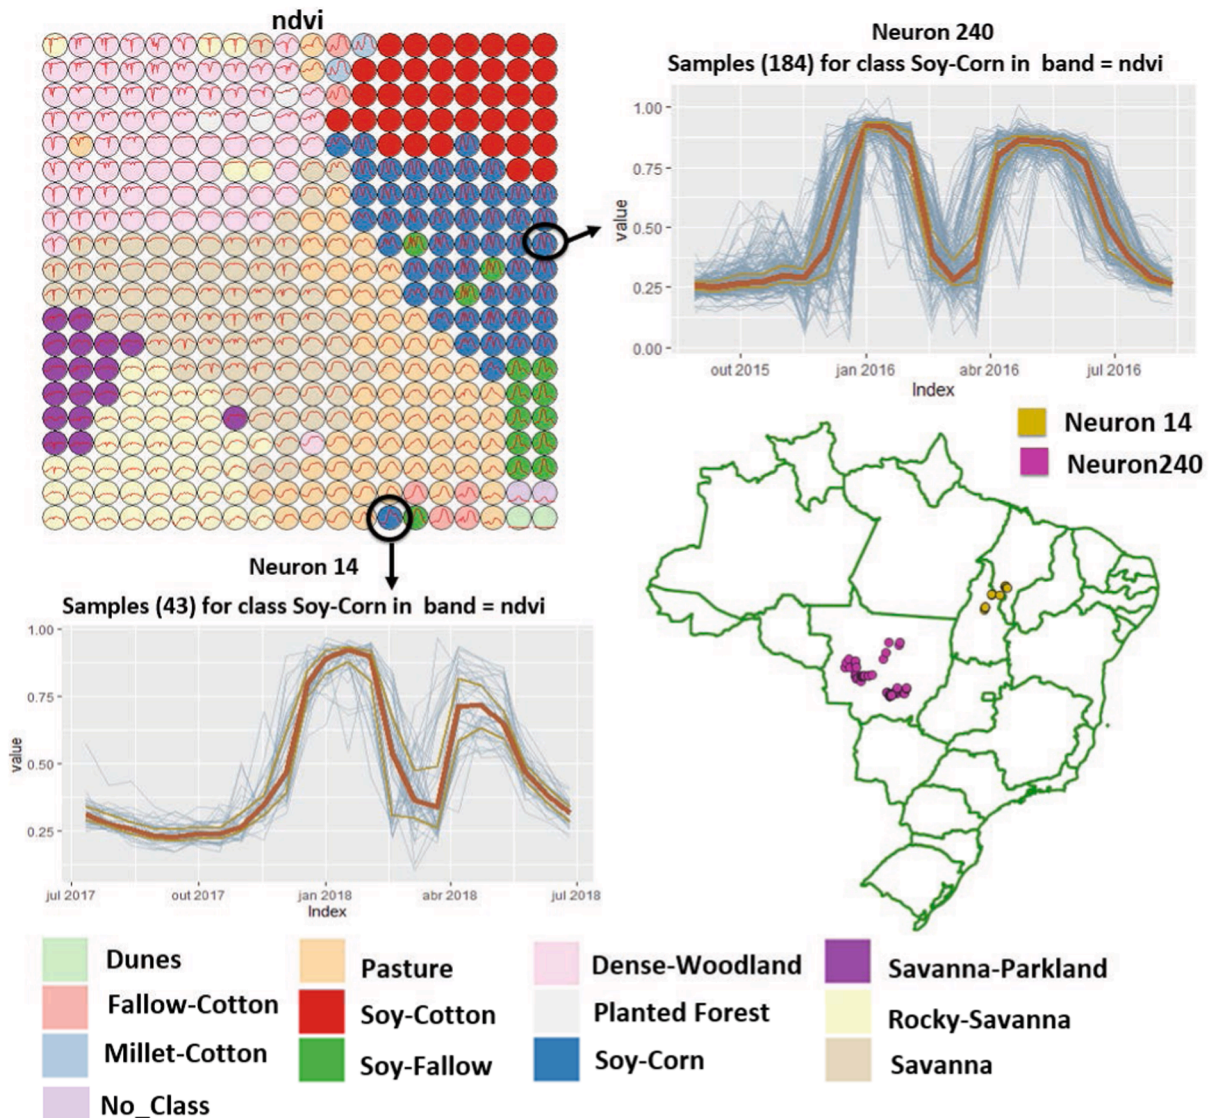 ndvi
Neuron 240
Samples (184) for class Soy-Corn in band = ndvi
1.00
0.75
0.50
0.25
0.00
value
out 2015
jan 2016
abr 2016
jul 2016
Index
Neuron 14
Neuron240
Neuron 14
Samples (43) for class Soy-Corn in band = ndvi
1.00
0.75
0.50
0.25
value
jul 2017
out 2017
jan 2018
abr 2018
jul 2018
Index
Dunes
Pasture
Dense-Woodland
Savanna-Parkland
Fallow-Cotton
Soy-Cotton
Planted Forest
Rocky-Savanna
Millet-Cotton
Soy-Fallow
Soy-Corn
Savanna
No_Class